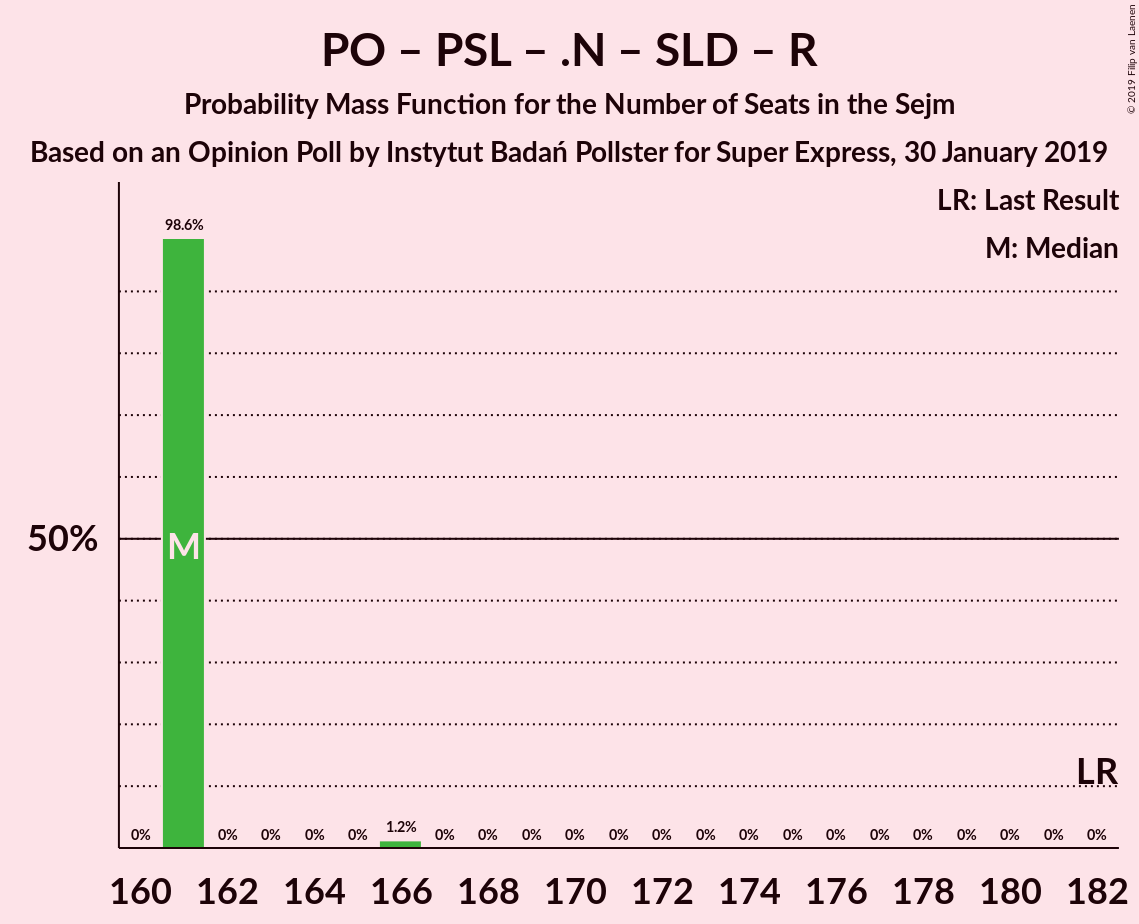 PO – PSL – .N – SLD – R
Probability Mass Function for the Number of Seats in the Sejm
Based on an Opinion Poll by Instytut Badań Pollster for Super Express, 30 January 2019
© 2019 Filip van Laenen
LR: Last Result
M: Median
98.6%
50%
M
LR
0% 0% 0% 0% 0% 1.2% 0% 0% 0% 0% 0% 0% 0% 0% 0% 0% 0% 0% 0% 0% 0% 0%
160 162 164 166 168 170 172 174 176 178 180 182